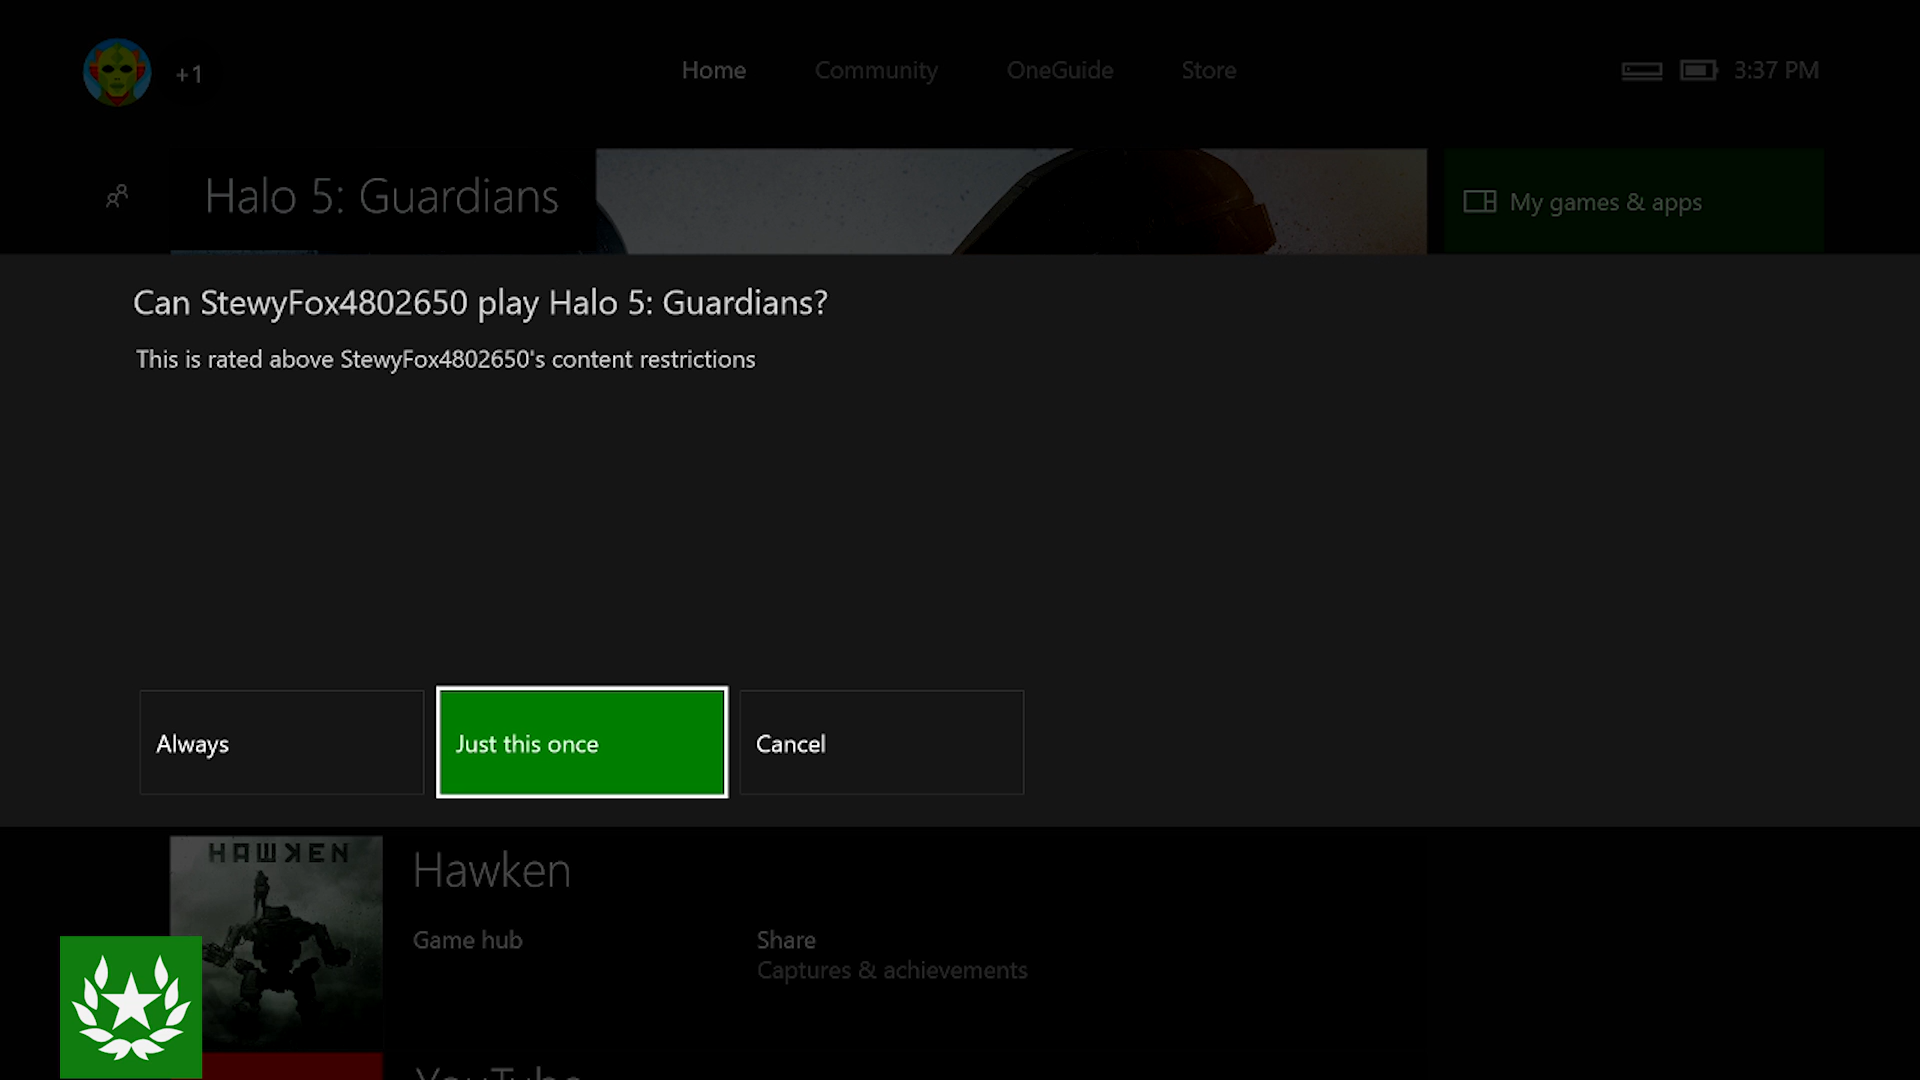 +1
Home
Community
OneGuide
Store
3:37 PM
Halo 5: Guardians
My games & apps
Can StewyFox4802650 play Halo 5: Guardians?
This is rated above StewyFox4802650's content restrictions
Always
Just this once
Cancel
HAWKEN
Hawken
Game hub
Share
Captures & achievements
YouTube